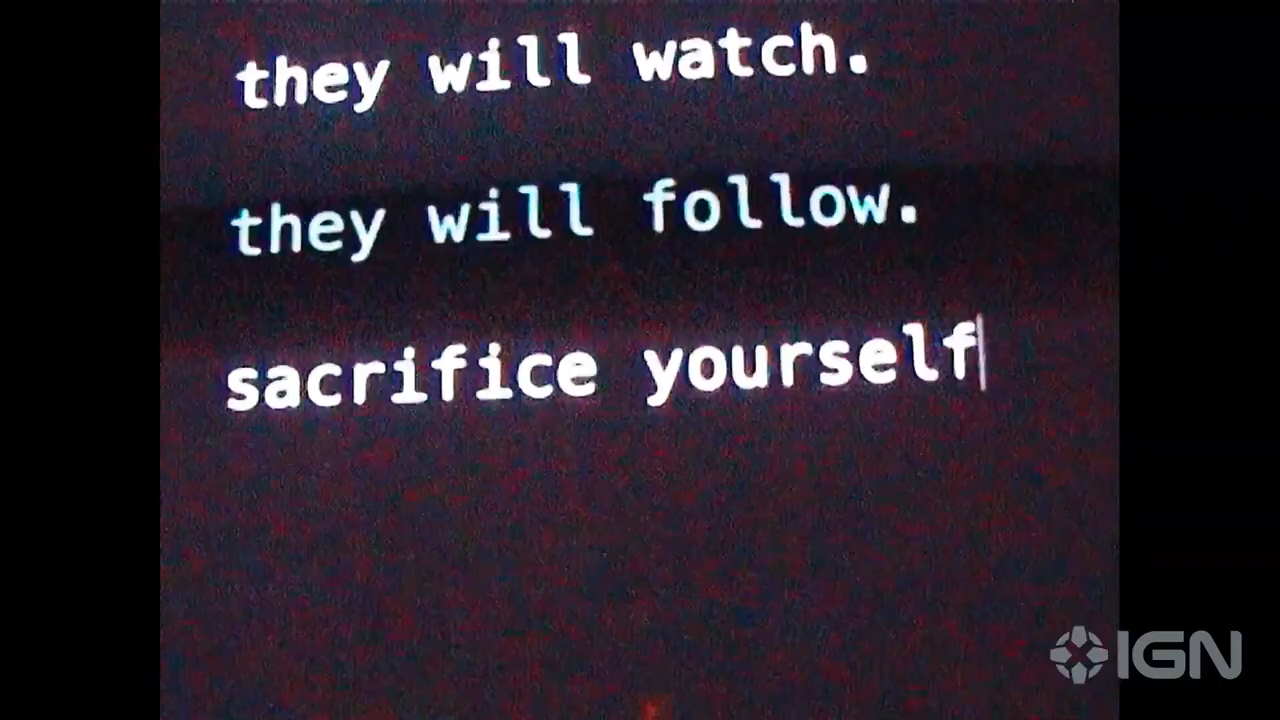 they will watch.
they will follow.
sacrifice yourself
IGN